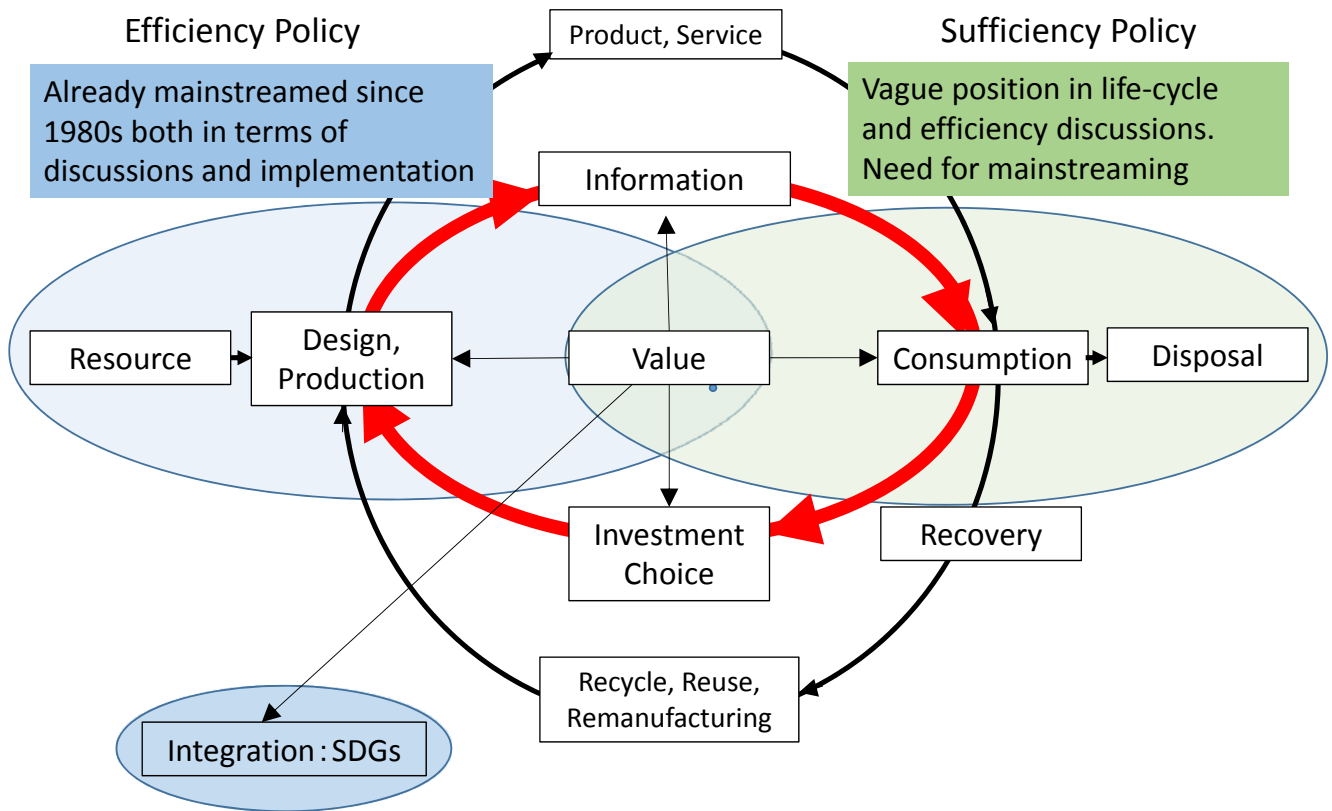 Efficiency Policy
Product, Service
Sufficiency Policy
Already mainstreamed since
1980s both in terms of
discussions and implementation
Vague position in life-cycle
and efficiency discussions.
Need for mainstreaming
Information
Resource
Design,
Production
Value
Consumption
Disposal
Investment
Choice
Recovery
Recycle, Reuse,
Remanufacturing
Integration：SDGs